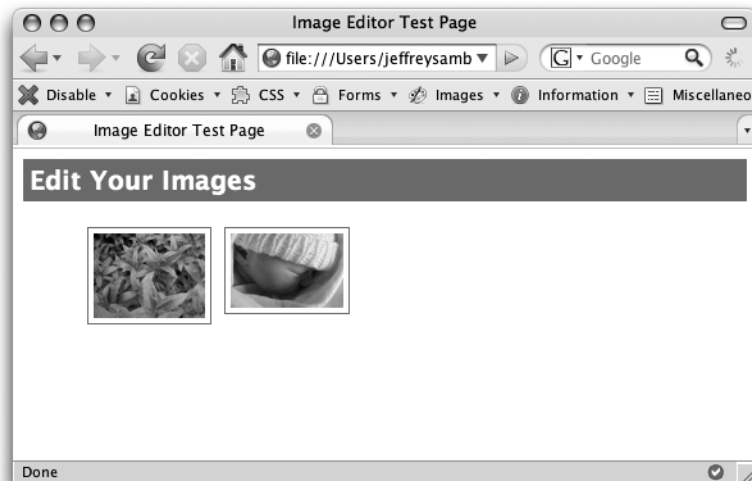 Image Editor Test Page
file:///Users/jeffreysamb
G Google
Disable Cookies CSS Forms Images Information Miscellaneo
Image Editor Test Page
Edit Your Images
Done